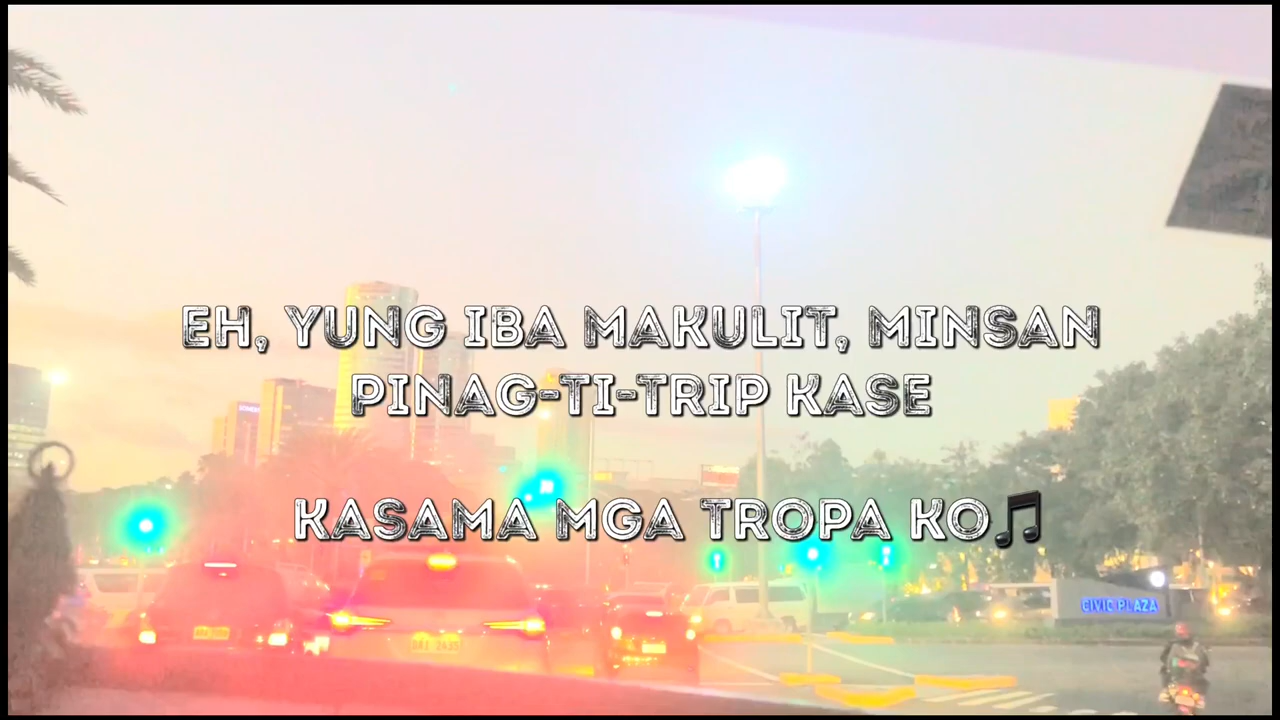 EH, YUNG IBA MAKULIT, MINSAN
PINAG-TI-TRIP KASE
KASAMA MGA TROPA KO🎵
CIVIC PLAZA